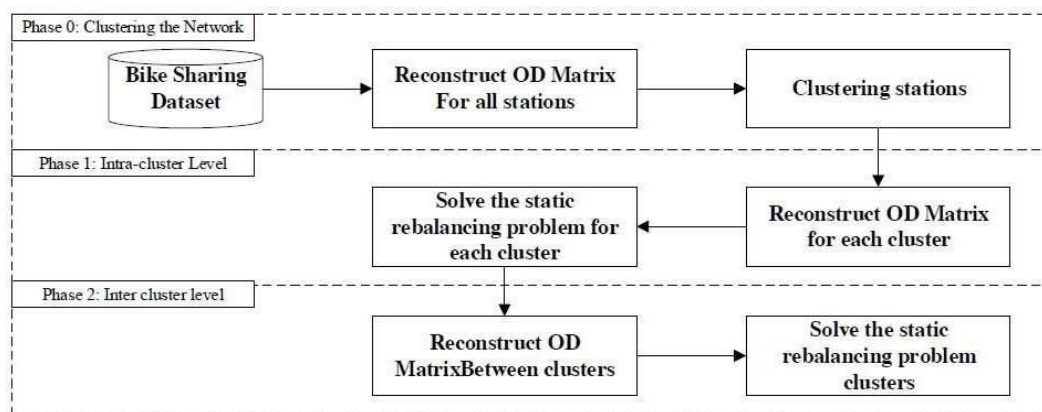 Phase 0: Clustering the Network
Bike Sharing
Dataset
Reconstruct OD Matrix
For all stations
Clustering stations
Phase 1: Intra-cluster Level
Solve the static
rebalancing problem for
each cluster
Reconstruct OD Matrix
for each cluster
Phase 2: Inter cluster level
Reconstruct OD
MatrixBetween clusters
Solve the static
rebalancing problem
clusters